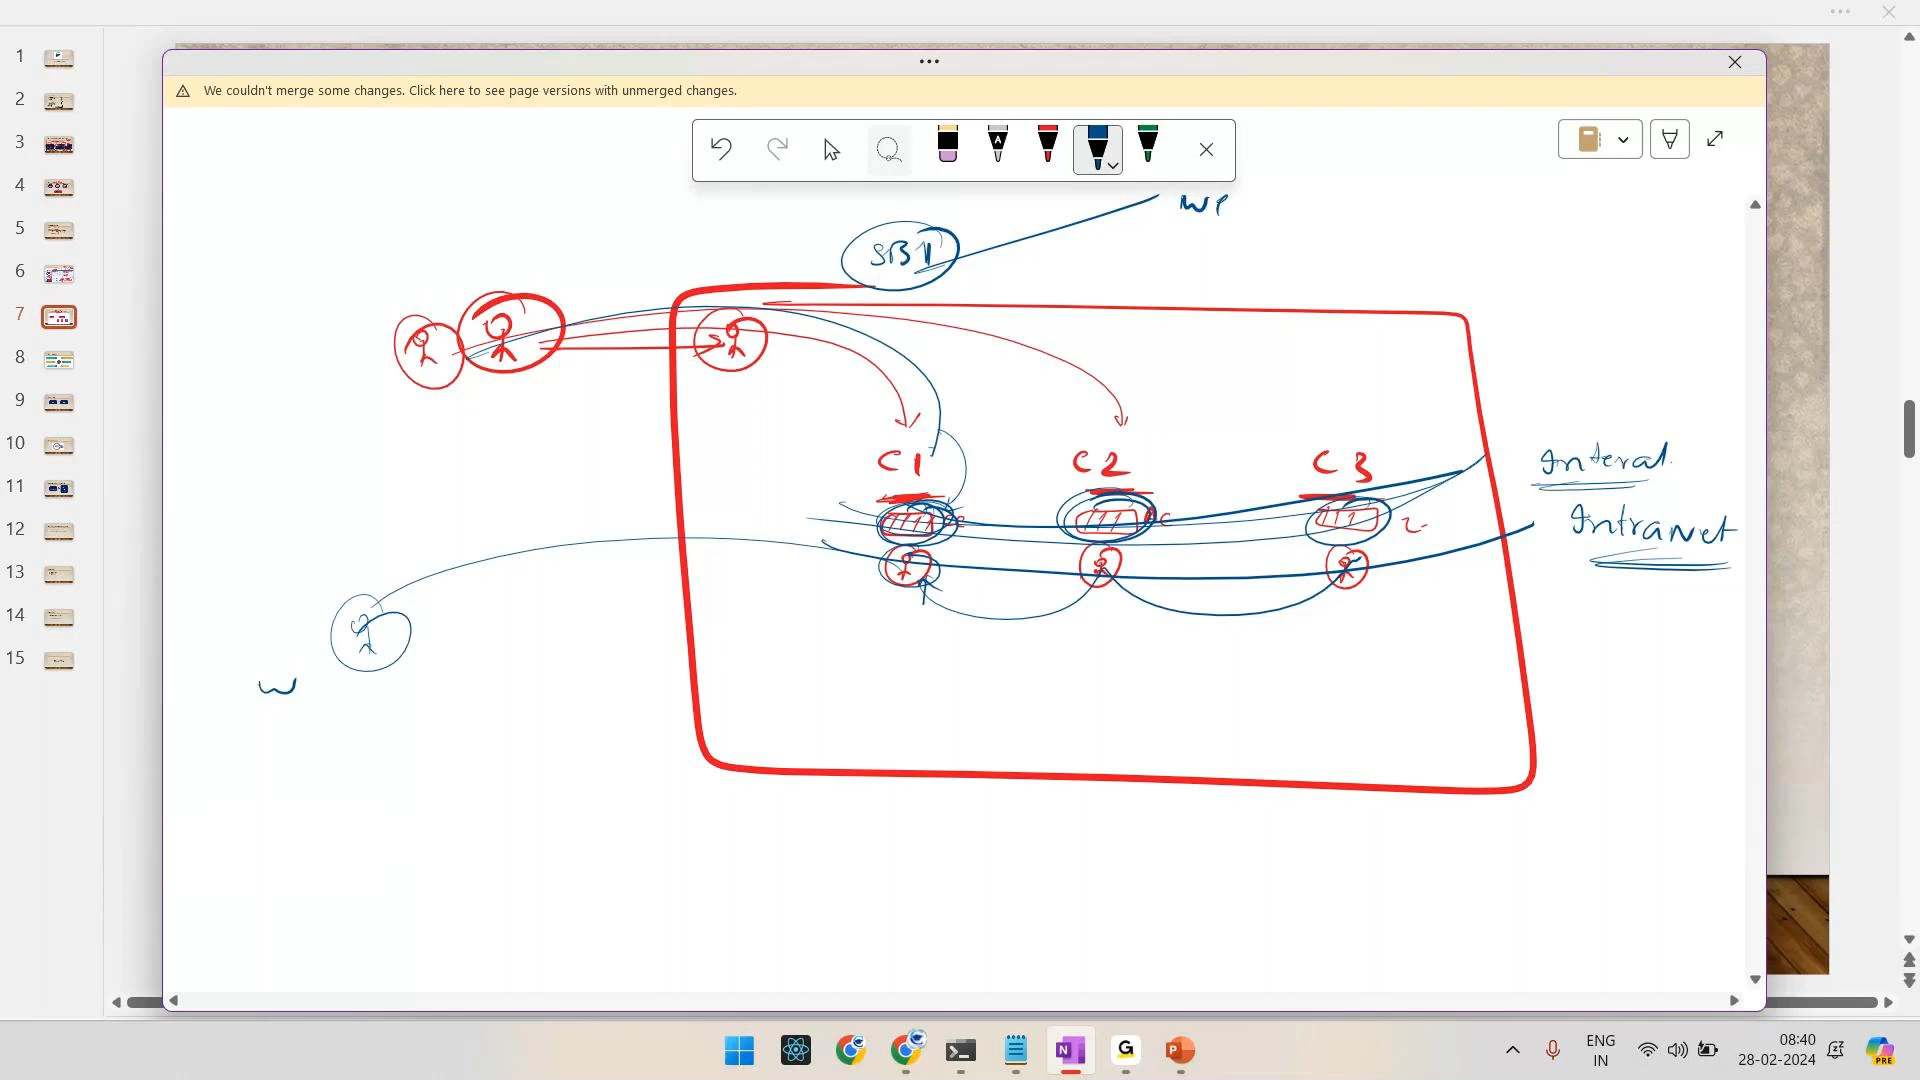 1
2
3
4
5
6
7
8
9
10
11
12
13
14
15
We couldn't merge some changes. Click here to see page versions with unmerged changes.
A
SBI
C1
C2
C3
Interal.
Intranet
w
N
G
P
ENG
IN
08:40
28-02-2024
PRE